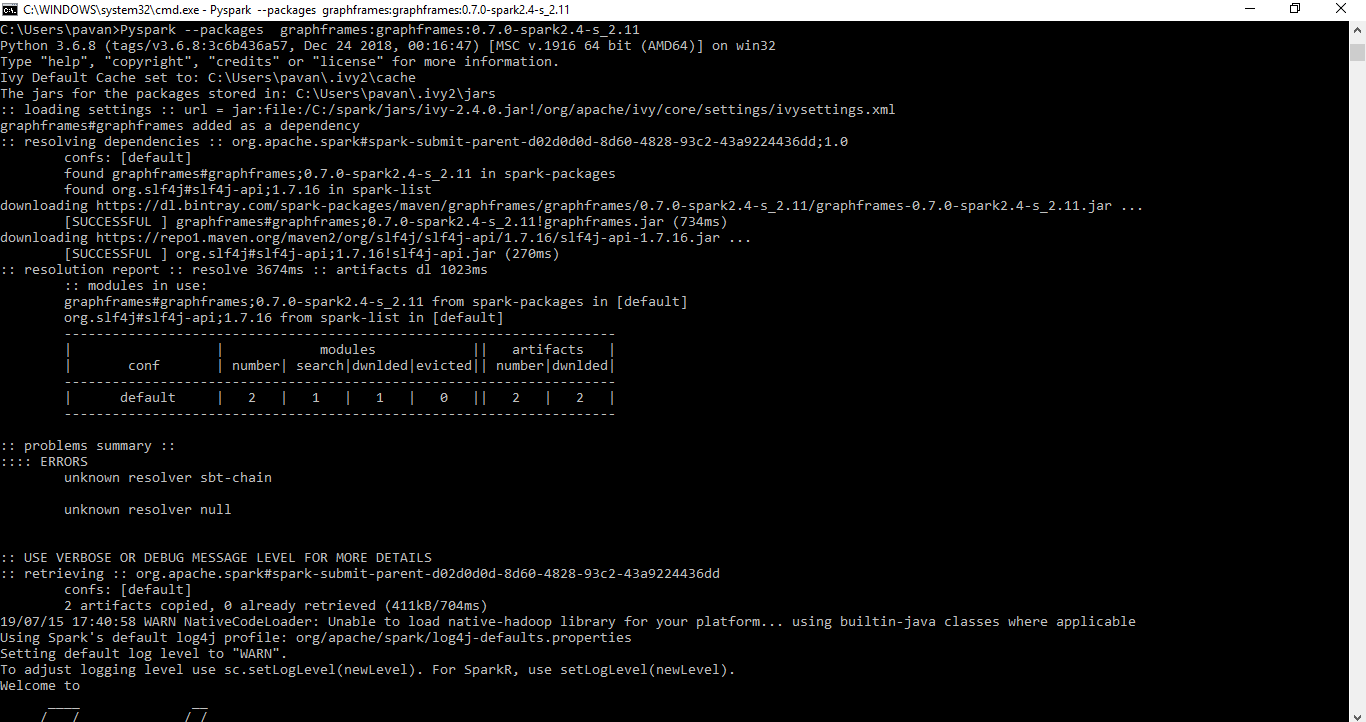 C:\WINDOWS\system32\cmd.exe - Pyspark --packages graphframes:graphframes:0.7.0-spark2.4-s_2.11
C:\Users\pavan>Pyspark --packages  graphframes:graphframes:0.7.0-spark2.4-s_2.11
Python 3.6.8 (tags/v3.6.8:3c6b436a57, Dec 24 2018, 00:16:47) [MSC v.1916 64 bit (AMD64)] on win32
Type "help", "copyright", "credits" or "license" for more information.
Ivy Default Cache set to: C:\Users\pavan\.ivy2\cache
The jars for the packages stored in: C:\Users\pavan\.ivy2\jars
:: loading settings :: url = jar:file:/C:/spark/jars/ivy-2.4.0.jar!/org/apache/ivy/core/settings/ivysettings.xml
graphframes#graphframes added as a dependency
:: resolving dependencies :: org.apache.spark#spark-submit-parent-d02d0d0d-8d60-4828-93c2-43a9224436dd;1.0
        confs: [default]
        found graphframes#graphframes;0.7.0-spark2.4-s_2.11 in spark-packages
        found org.slf4j#slf4j-api;1.7.16 in spark-list
downloading https://dl.bintray.com/spark-packages/maven/graphframes/graphframes/0.7.0-spark2.4-s_2.11/graphframes-0.7.0-spark2.4-s_2.11.jar ...
        [SUCCESSFUL ] graphframes#graphframes;0.7.0-spark2.4-s_2.11!graphframes.jar (734ms)
downloading https://repo1.maven.org/maven2/org/slf4j/slf4j-api/1.7.16/slf4j-api-1.7.16.jar ...
        [SUCCESSFUL ] org.slf4j#slf4j-api;1.7.16!slf4j-api.jar (270ms)
:: resolution report :: resolve 3674ms :: artifacts dl 1023ms
        :: modules in use:
        graphframes#graphframes;0.7.0-spark2.4-s_2.11 from spark-packages in [default]
        org.slf4j#slf4j-api;1.7.16 from spark-list in [default]
        ---------------------------------------------------------------------
        |                  |            modules            ||   artifacts   |
        |       conf       | number| search|dwnlded|evicted|| number|dwnlded|
        ---------------------------------------------------------------------
        |      default     |   2   |   1   |   1   |   0   ||   2   |   2   |
        ---------------------------------------------------------------------
:: problems summary ::
:::: ERRORS
        unknown resolver sbt-chain
        unknown resolver null
:: USE VERBOSE OR DEBUG MESSAGE LEVEL FOR MORE DETAILS
:: retrieving :: org.apache.spark#spark-submit-parent-d02d0d0d-8d60-4828-93c2-43a9224436dd
        confs: [default]
        2 artifacts copied, 0 already retrieved (411kB/704ms)
19/07/15 17:40:58 WARN NativeCodeLoader: Unable to load native-hadoop library for your platform... using builtin-java classes where applicable
Using Spark's default log4j profile: org/apache/spark/log4j-defaults.properties
Setting default log level to "WARN".
To adjust logging level use sc.setLogLevel(newLevel). For SparkR, use setLogLevel(newLevel).
Welcome to